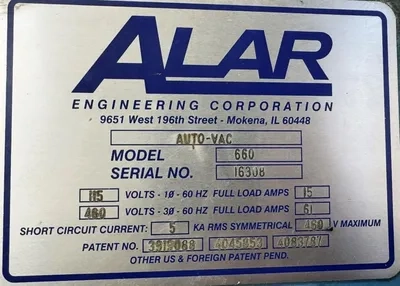 ALAR
ENGINEERING CORPORATION
9651 West 196th Street - Mokena, IL 60448
AUTO-VAC
MODEL 660
SERIAL NO. 16308
115 VOLTS - 1Ø - 60 HZ FULL LOAD AMPS 15
460 VOLTS - 3Ø - 60 HZ FULL LOAD AMPS 61
SHORT CIRCUIT CURRENT: 5 KA RMS SYMMETRICAL 460 V MAXIMUM
PATENT NO.
OTHER US & FOREIGN PATENT PEND.